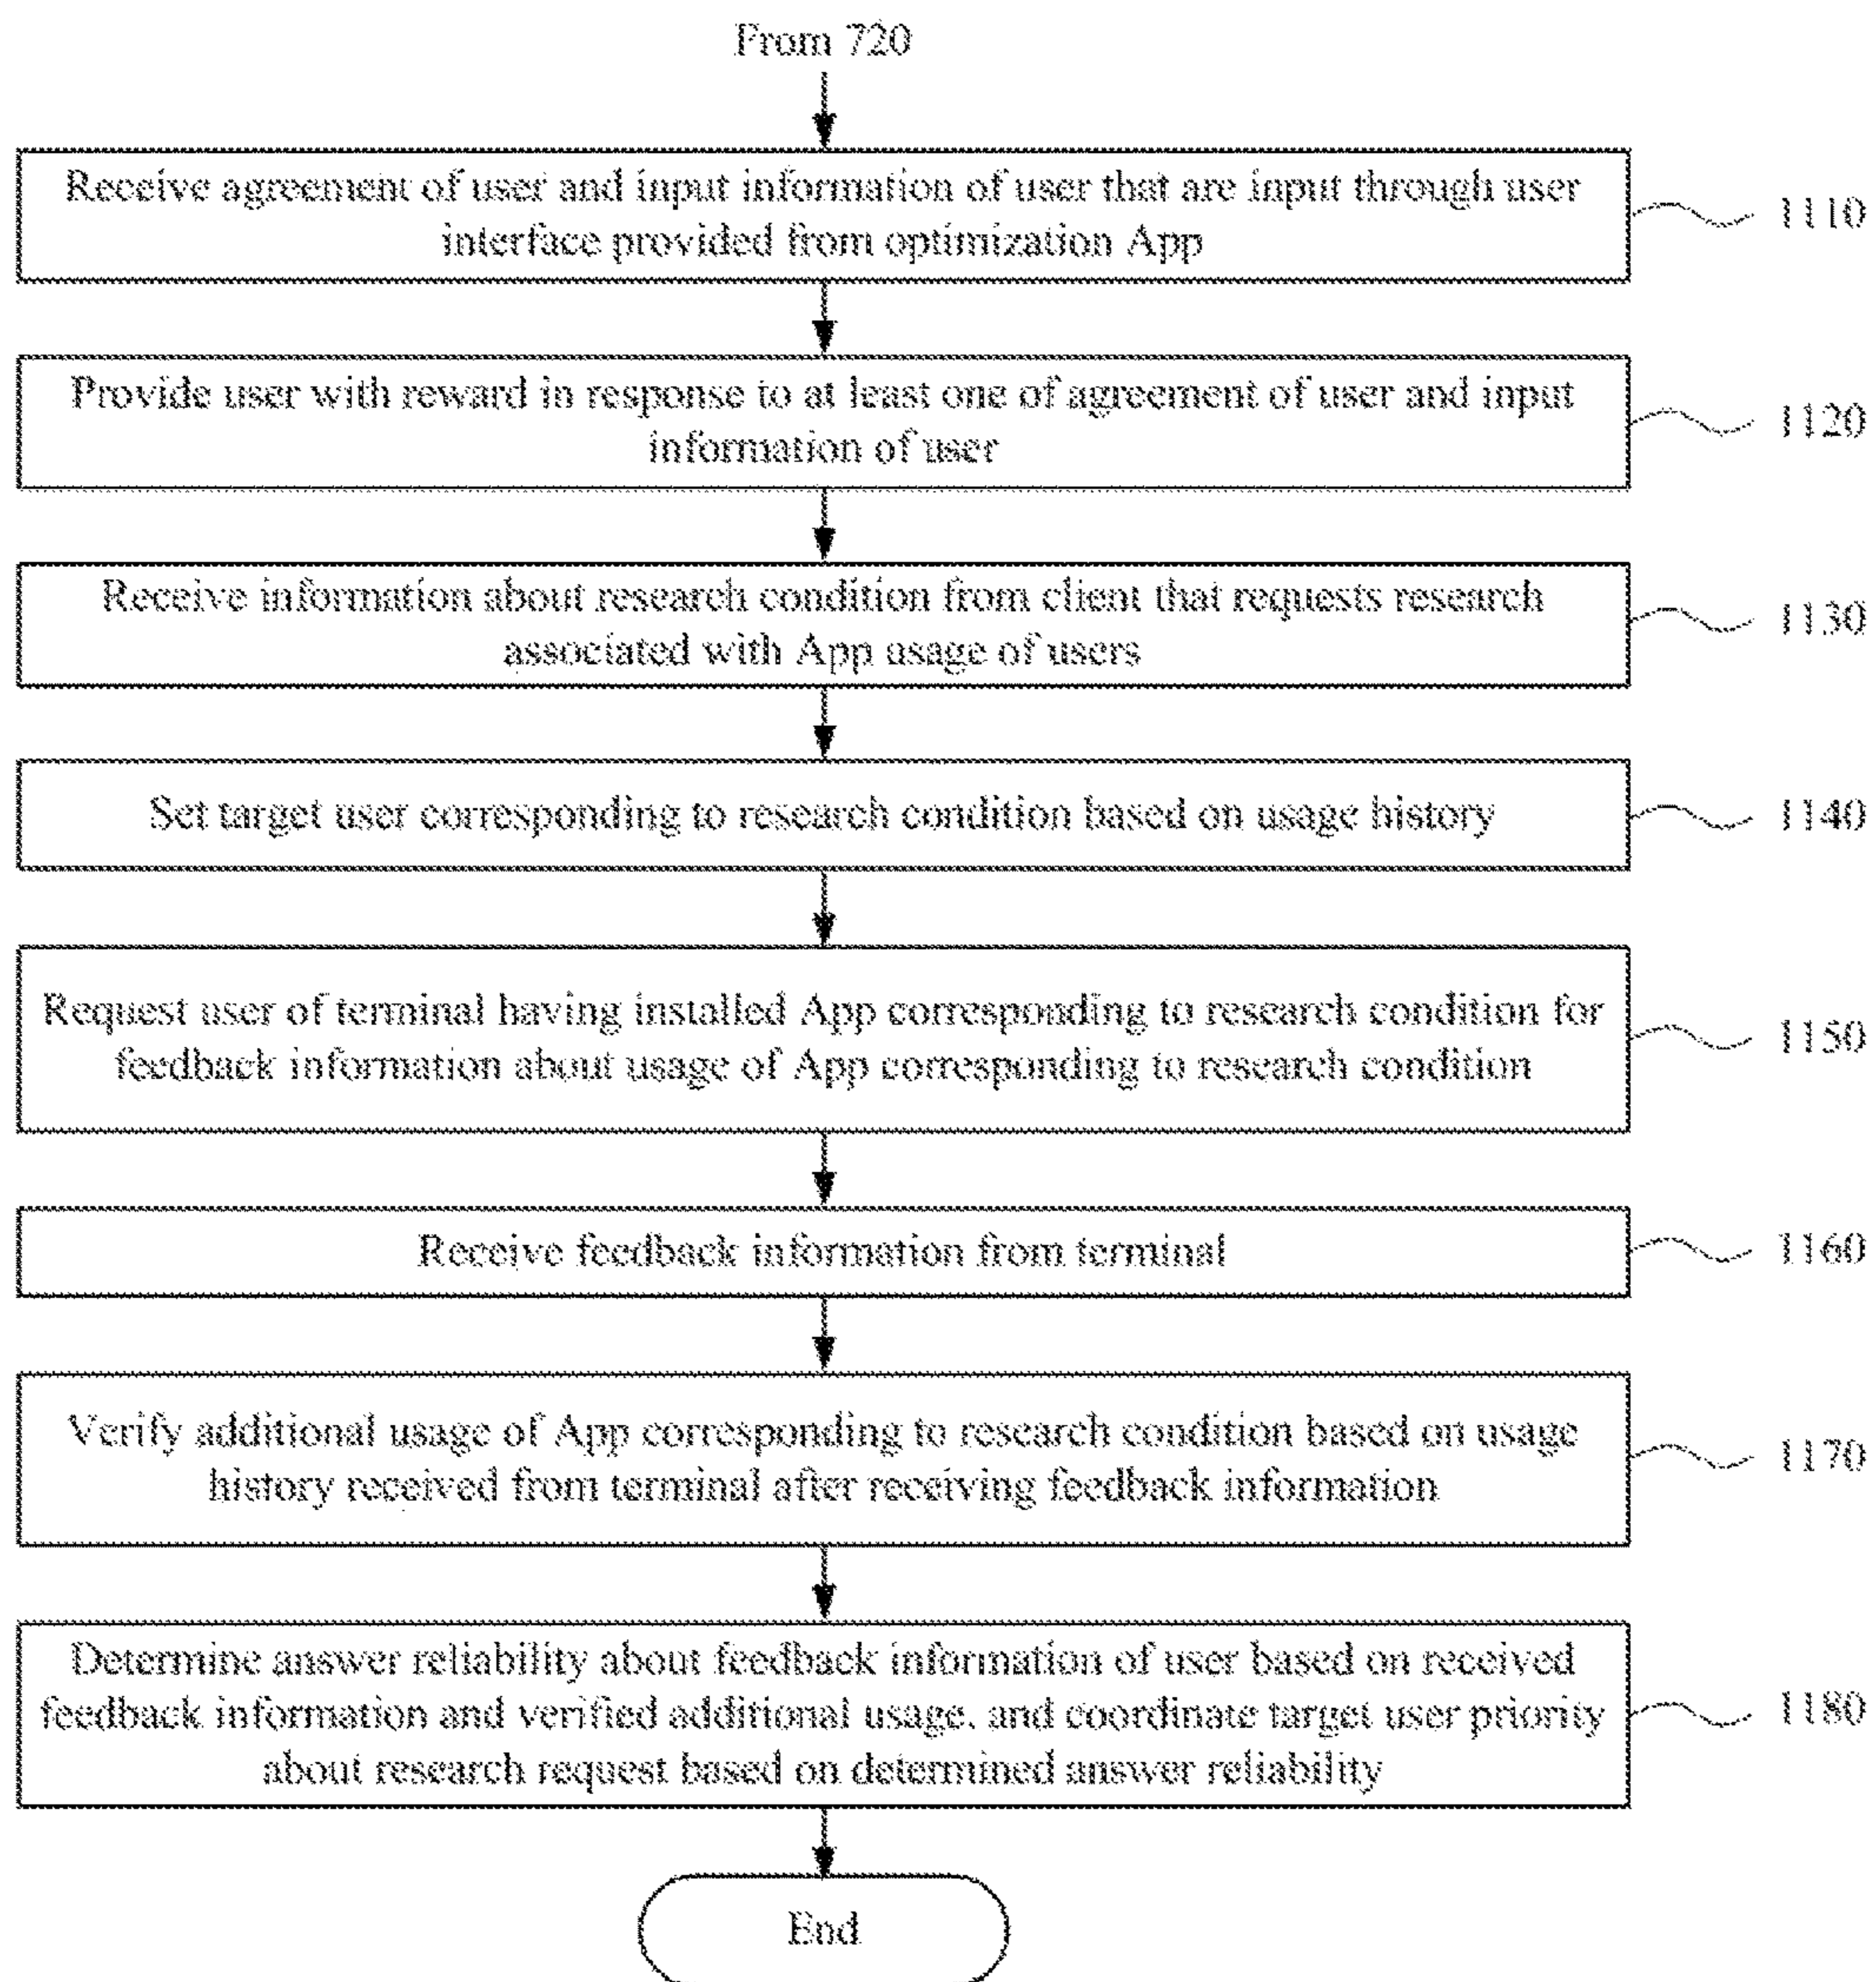 From 720
Receive agreement of user and input information of user that are input through user
interface provided from optimization App
1110
Provide user with reward in response to at least one of agreement of user and input
information of user
1120
Receive information about research condition from client that requests research
associated with App usage of users
1130
Set target user corresponding to research condition based on usage history
1140
Request user of terminal having installed App corresponding to research condition for
feedback information about usage of App corresponding to research condition
1150
Receive feedback information from terminal
1160
Verify additional usage of App corresponding to research condition based on usage
history received from terminal after receiving feedback information
1170
Determine answer reliability about feedback information of user based on received
feedback information and verified additional usage, and coordinate target user priority
about research request based on determined answer reliability
1180
End